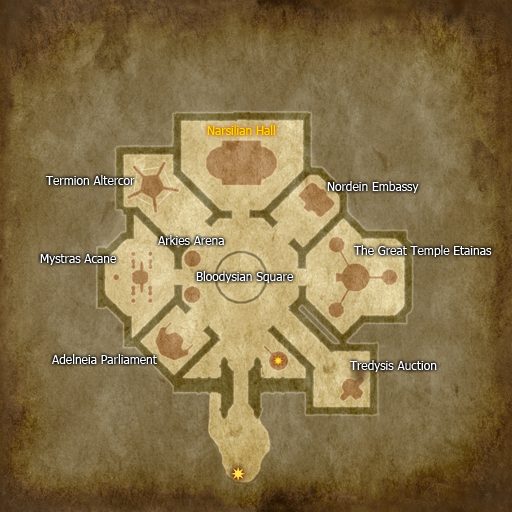 Narsilian Hall
Termion Altercor
Nordein Embassy
Arkies Arena
The Great Temple Etainas
Mystras Acane
Bloodysian Square
Adelneia Parliament
Tredysis Auction